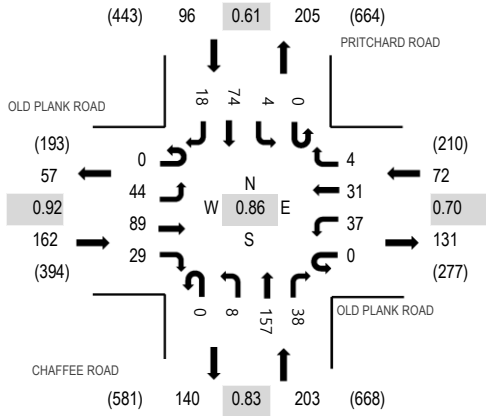 (443) 96 0.61 205 (664)
PRITCHARD ROAD
18 74 4 0
OLD PLANK ROAD
(193) (210)
0 4
57 72
44 N 31
0.92 W 0.86 E 0.70
89 S 37
162 131
29 0
(394) (277)
0 8 157 38
OLD PLANK ROAD
CHAFFEE ROAD
(581) 140 0.83 203 (668)